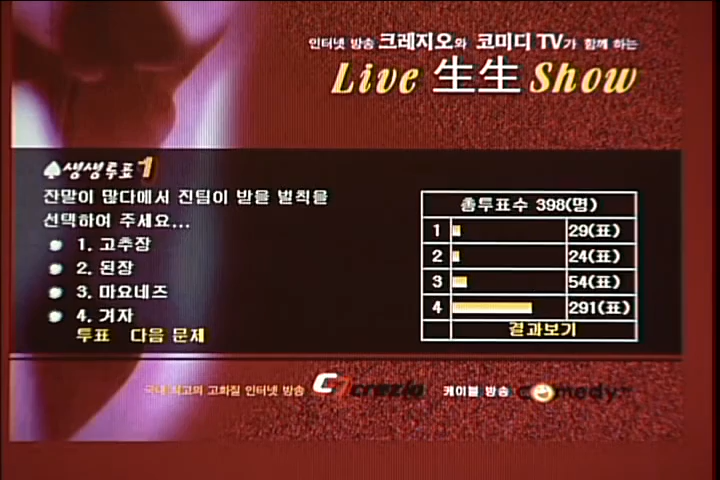 인터넷 방송 크레지오와 코미디 TV가 함께 하는
Live 生生 Show
생생투표 1
잔말이 많다에서 진팀이 받을 벌칙을
선택하여 주세요...
1. 고추장
2. 된장
3. 마요네즈
4. 겨자
투표 다음 문제
총투표수 398(명)
1 29(표)
2 24(표)
3 54(표)
4 291(표)
결과보기
국내 최고의 고화질 인터넷 방송 crezio 케이블 방송 comedy